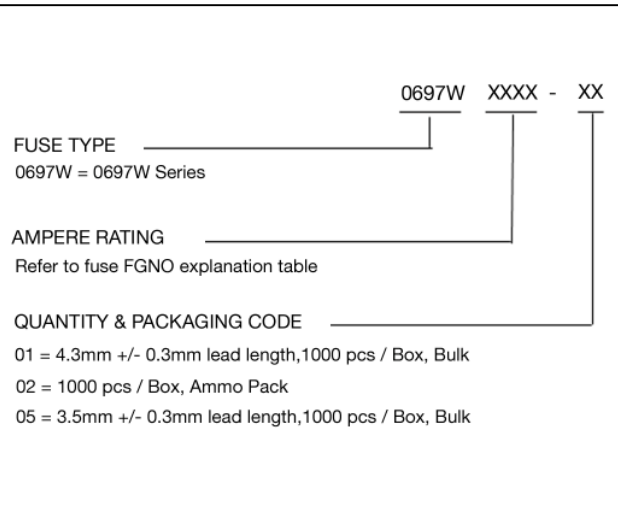 0697W XXXX - XX
FUSE TYPE
0697W = 0697W Series
AMPERE RATING
Refer to fuse FGNO explanation table
QUANTITY & PACKAGING CODE
01 = 4.3mm +/- 0.3mm lead length,1000 pcs / Box, Bulk
02 = 1000 pcs / Box, Ammo Pack
05 = 3.5mm +/- 0.3mm lead length,1000 pcs / Box, Bulk